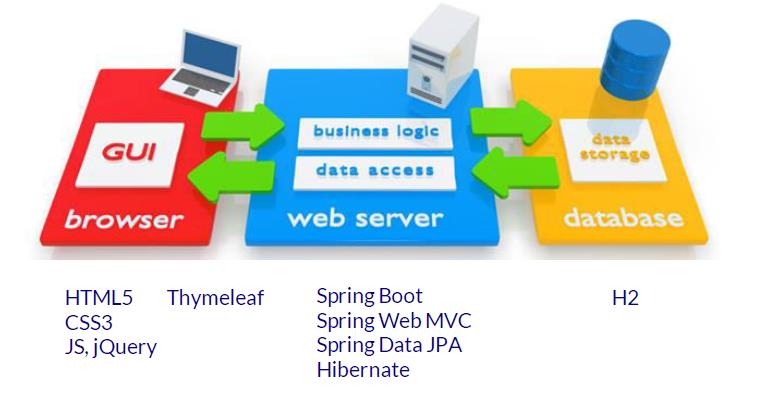 GUI
browser
business logic
data access
web server
data
storage
database
HTML5
CSS3
JS, jQuery
Thymeleaf
Spring Boot
Spring Web MVC
Spring Data JPA
Hibernate
H2